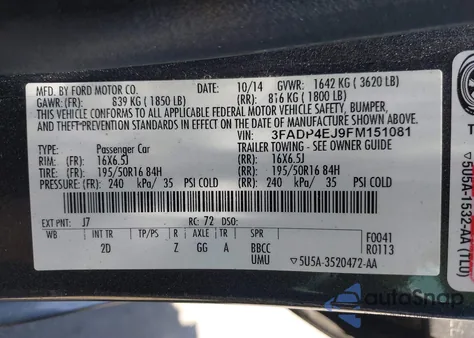 MFD. BY FORD MOTOR CO.
DATE: 10/14 GVWR: 1642 KG ( 3620 LB)
GAWR: (FR): 839 KG ( 1850 LB) (RR): 816 KG ( 1800 LB)
THIS VEHICLE CONFORMS TO ALL APPLICABLE FEDERAL MOTOR VEHICLE SAFETY, BUMPER,
AND THEFT PREVENTION STANDARDS IN EFFECT ON THE DATE OF MANUFACTURE SHOWN ABOVE.
VIN: 3FADP4EJ9FM151081
TYPE: Passenger Car TRAILER TOWING - SEE OWNER GUIDE
RIM: 16X6.5J 16X6.5J
TIRE: 195/50R16 84H TIRE: 195/50R16 84H
PRESSURE: (FR) 240 kPa/ 35 PSI COLD (RR): 240 kPa/ 35 PSI COLD
EXT PNT: J7 RC: 72 DSO:
WB INT TR TP/PS R AXLE TR SPR F0041
2D Z GG A BBCC R0113
UMU 5U5A-3520472-AA
5U5A-1532-AA (TLU)
AutoSnap